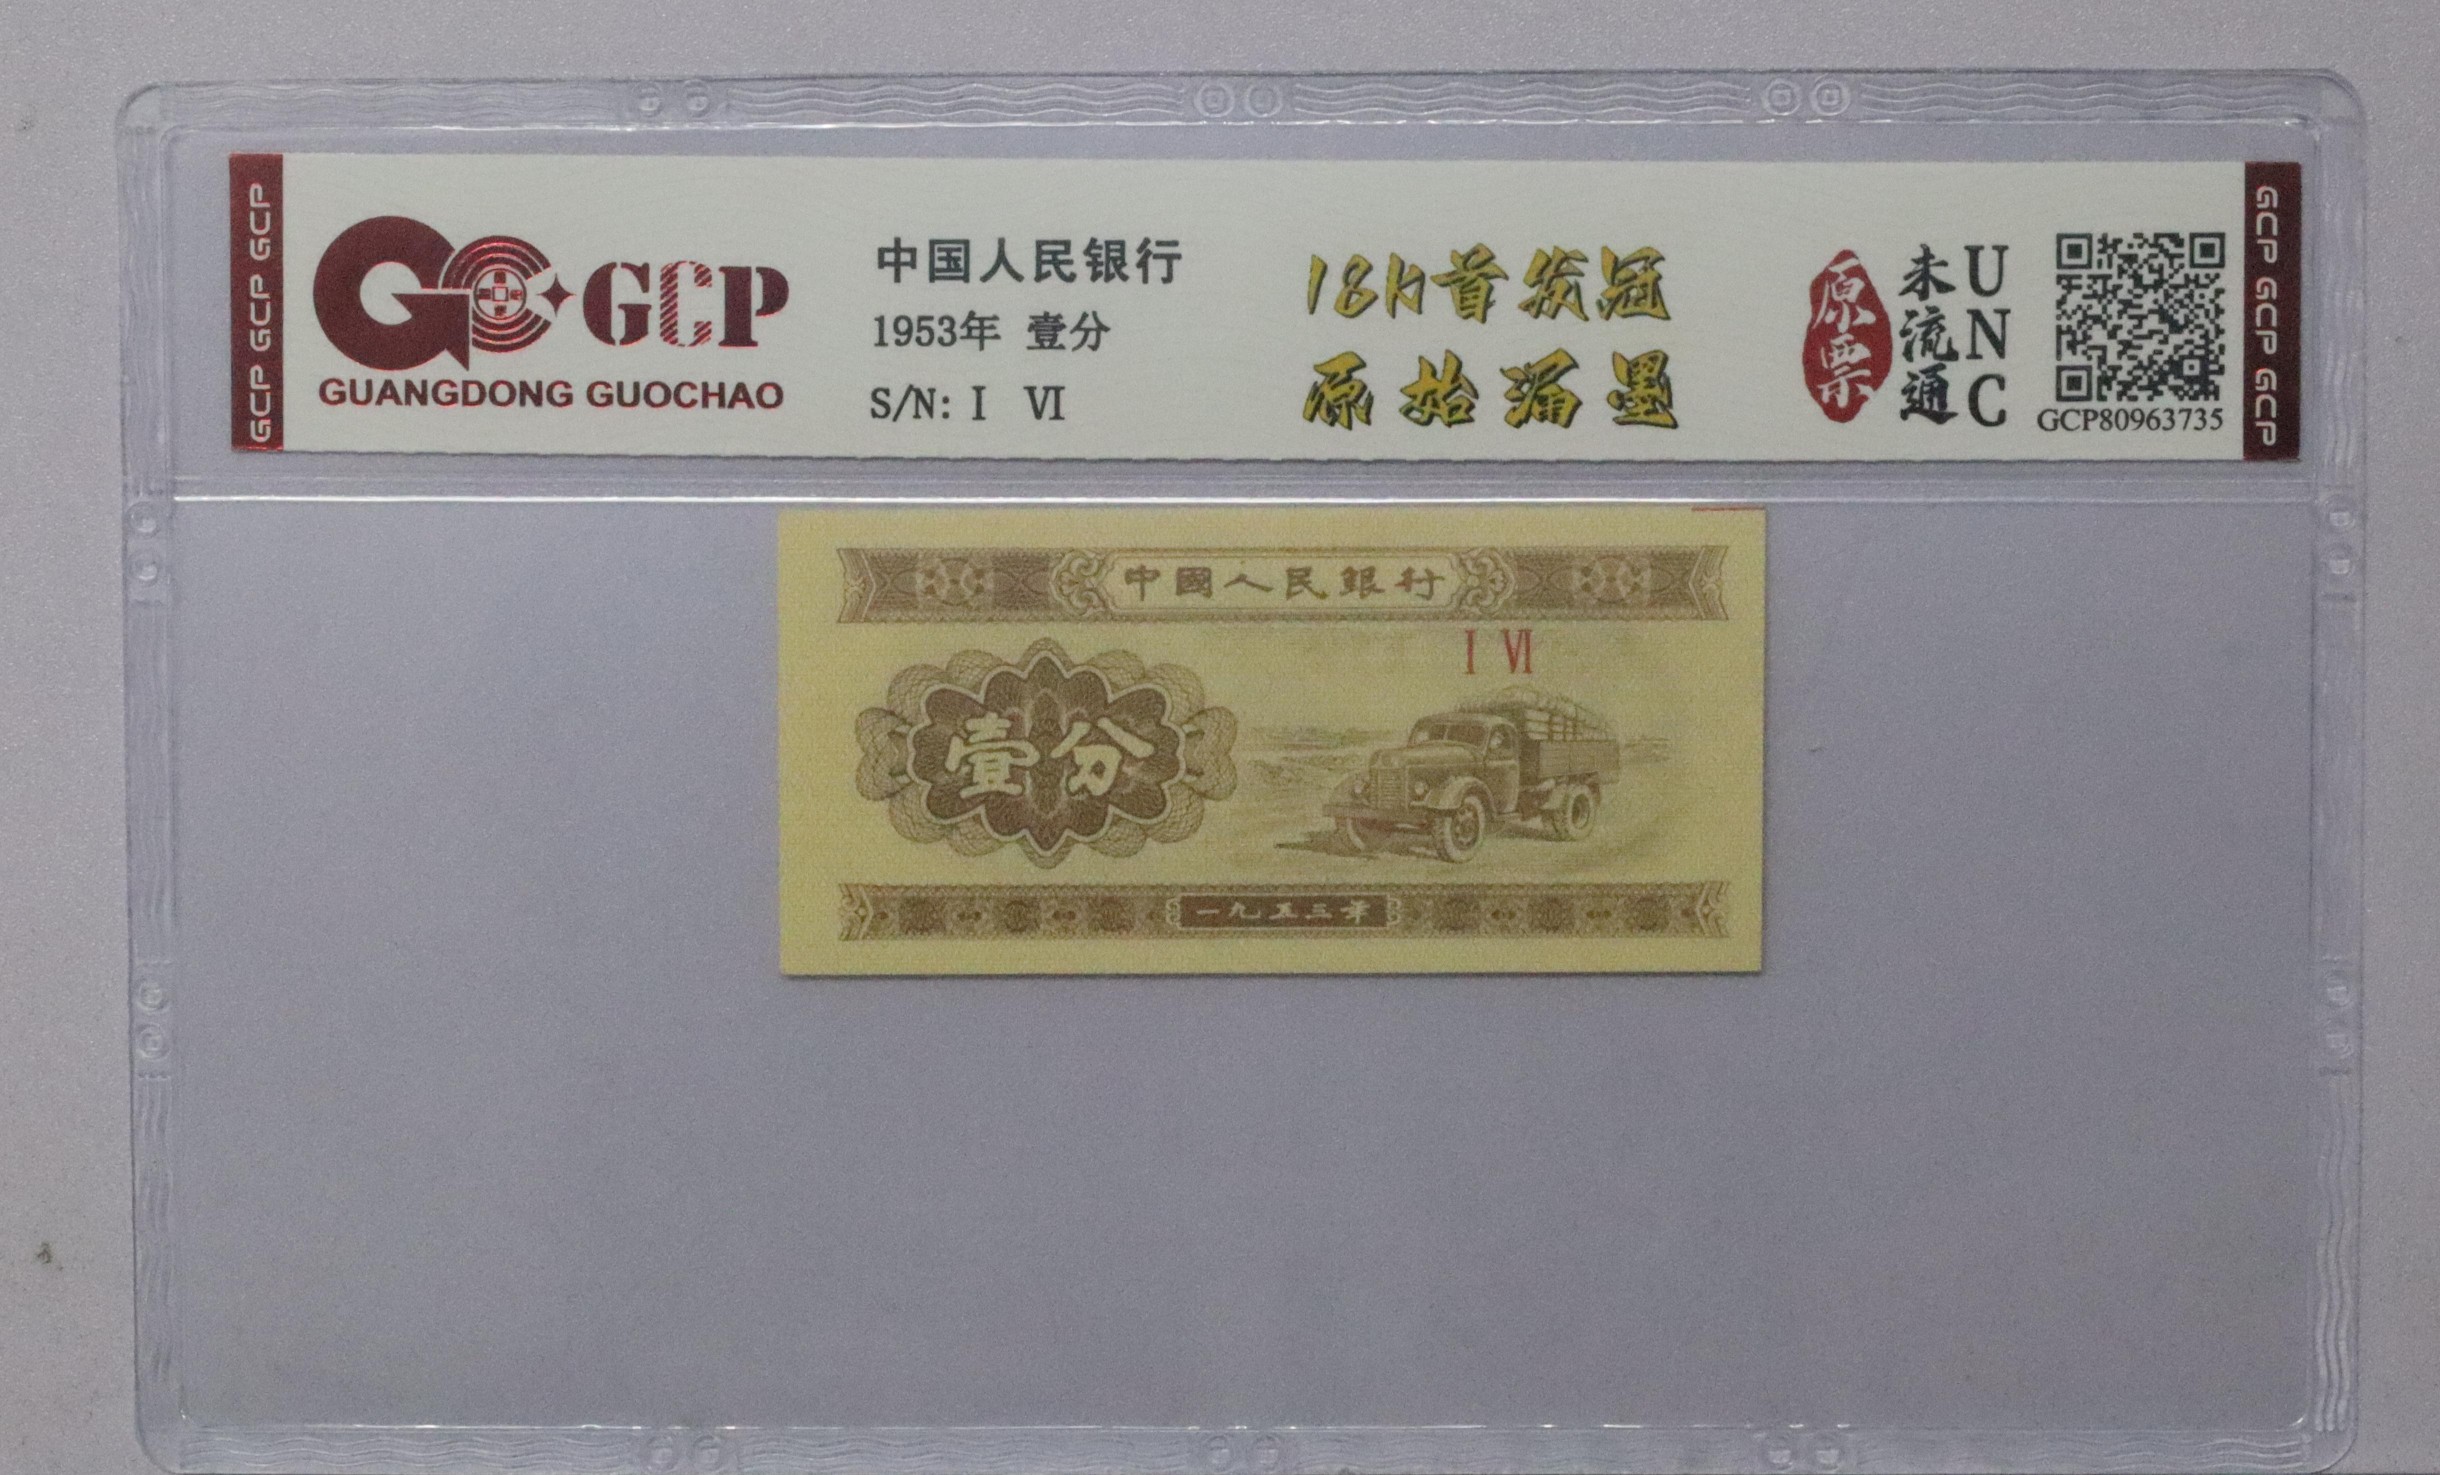 GCP GCP GCP
GCP
GUANGDONG GUOCHAO
中国人民银行
1953年 壹分
S/N: I VI
18k首发冠
原始漏墨
原票
未流通
UNC
GCP80963735
GCP GCP GCP
中國人民銀行
I VI
壹分
一九五三年